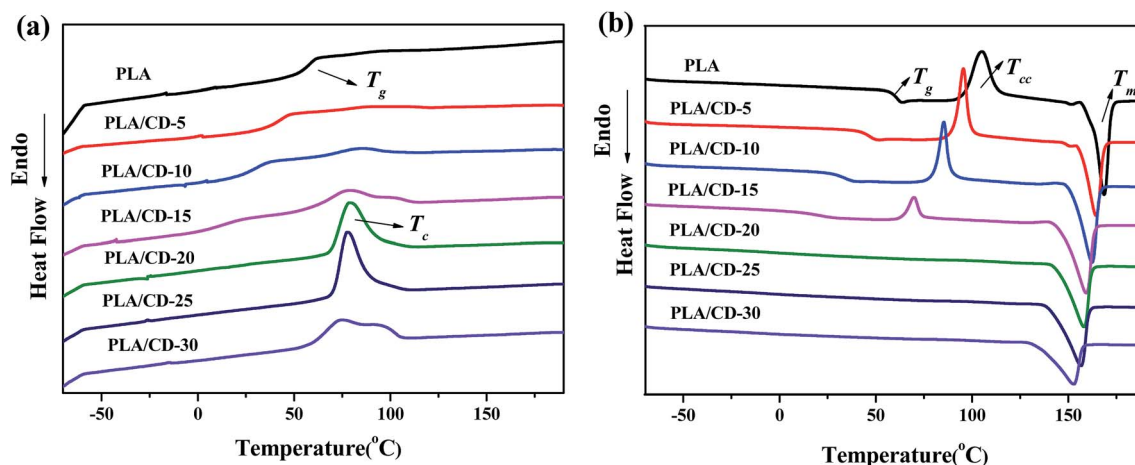 (a)
PLA
Tg
PLA/CD-5
PLA/CD-10
PLA/CD-15
Tc
PLA/CD-20
PLA/CD-25
PLA/CD-30
Heat Flow
Endo
-50
0
50
100
150
Temperature(°C)
(b)
PLA
Tg
Tcc
Tm
PLA/CD-5
PLA/CD-10
PLA/CD-15
PLA/CD-20
PLA/CD-25
PLA/CD-30
Heat Flow
Endo
-50
0
50
100
150
Temperature(°C)